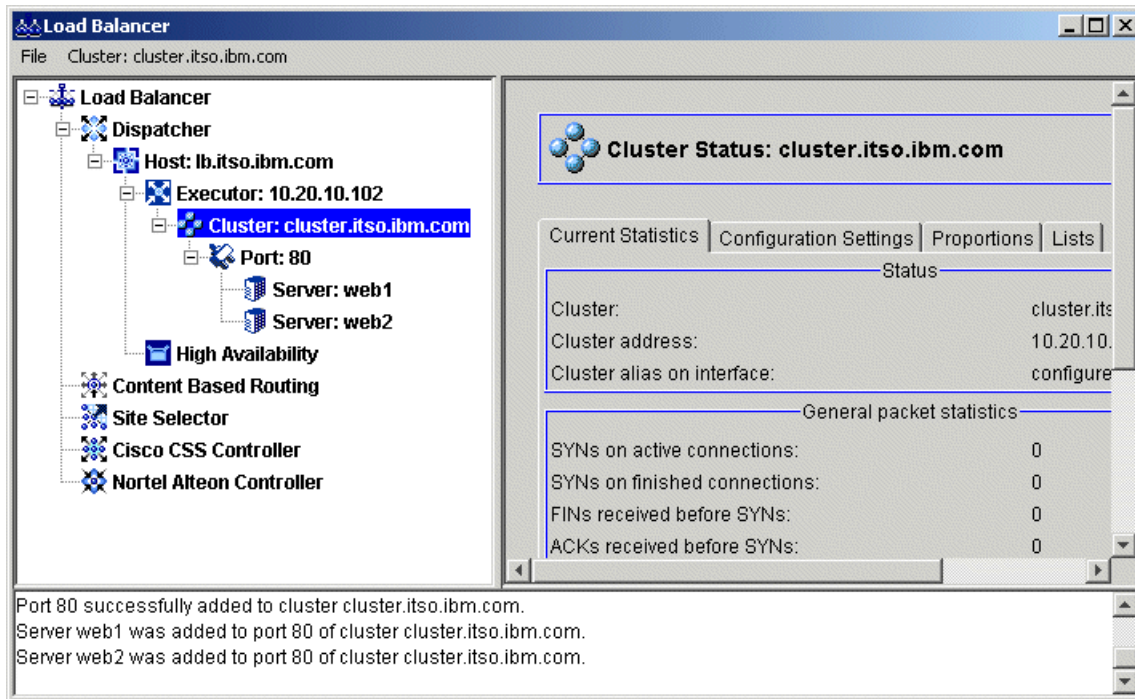 Load Balancer
File Cluster: cluster.itso.ibm.com
Load Balancer
Dispatcher
Host: lb.itso.ibm.com
Executor: 10.20.10.102
Cluster: cluster.itso.ibm.com
Port: 80
Server: web1
Server: web2
High Availability
Content Based Routing
Site Selector
Cisco CSS Controller
Nortel Alteon Controller
Cluster Status: cluster.itso.ibm.com
Current Statistics Configuration Settings Proportions Lists
Status
Cluster: cluster.its
Cluster address: 10.20.10.
Cluster alias on interface: configure
General packet statistics
SYNs on active connections: 0
SYNs on finished connections: 0
FINs received before SYNs: 0
ACKs received before SYNs: 0
Port 80 successfully added to cluster cluster.itso.ibm.com.
Server web1 was added to port 80 of cluster cluster.itso.ibm.com.
Server web2 was added to port 80 of cluster cluster.itso.ibm.com.